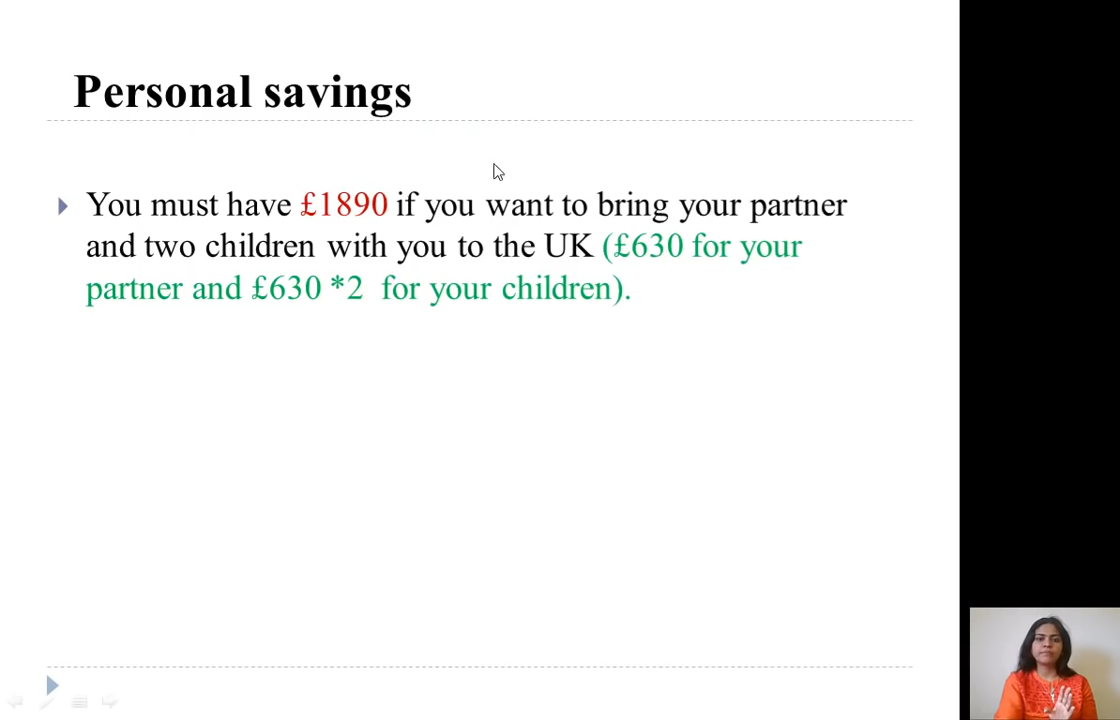 Personal savings
You must have £1890 if you want to bring your partner
and two children with you to the UK (£630 for your
partner and £630 *2 for your children).